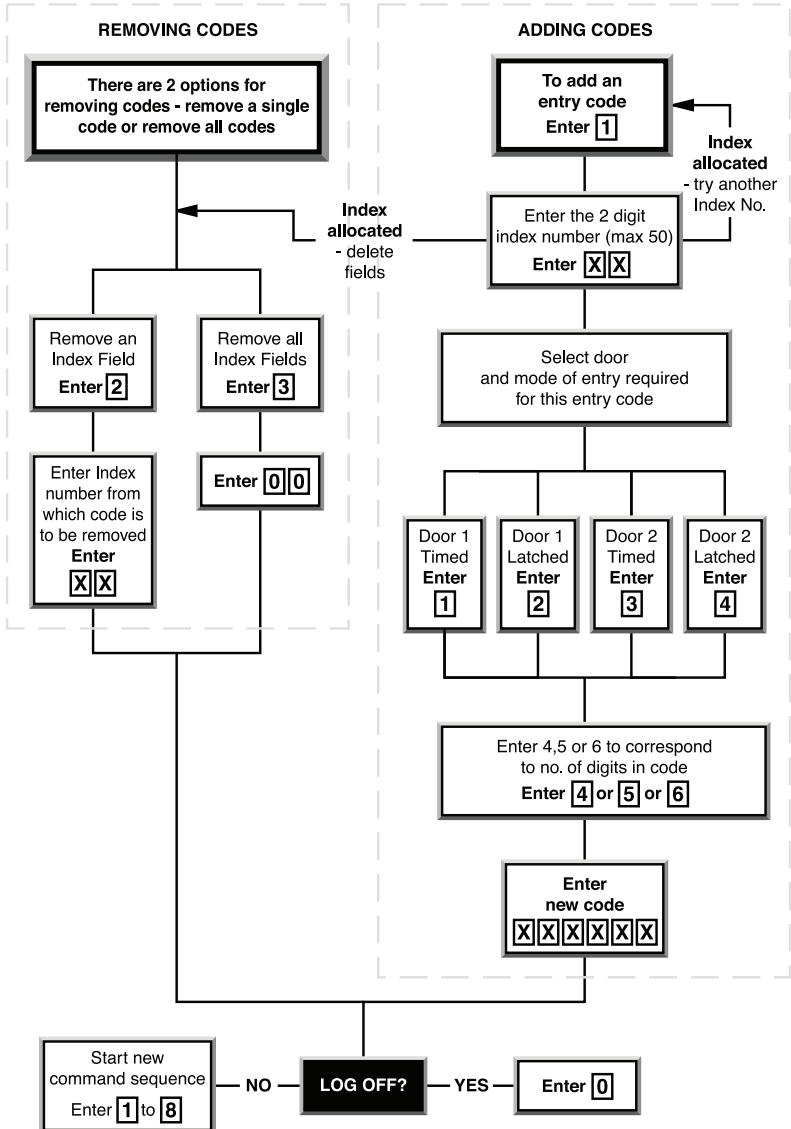 REMOVING CODES
There are 2 options for
removing codes - remove a single
code or remove all codes
Remove an
Index Field
Enter 2
Remove all
Index Fields
Enter 3
Enter Index
number from
which code is
to be removed
Enter
X X
Enter 0 0
Index
allocated
- delete
fields
ADDING CODES
To add an
entry code
Enter 1
Index
allocated
- try another
Index No.
Enter the 2 digit
index number (max 50)
Enter X X
Select door
and mode of entry required
for this entry code
Door 1
Timed
Enter
1
Door 1
Latched
Enter
2
Door 2
Timed
Enter
3
Door 2
Latched
Enter
4
Enter 4,5 or 6 to correspond
to no. of digits in code
Enter 4 or 5 or 6
Enter
new code
X X X X X X
Start new
command sequence
Enter 1 to 8
NO
LOG OFF?
YES
Enter 0